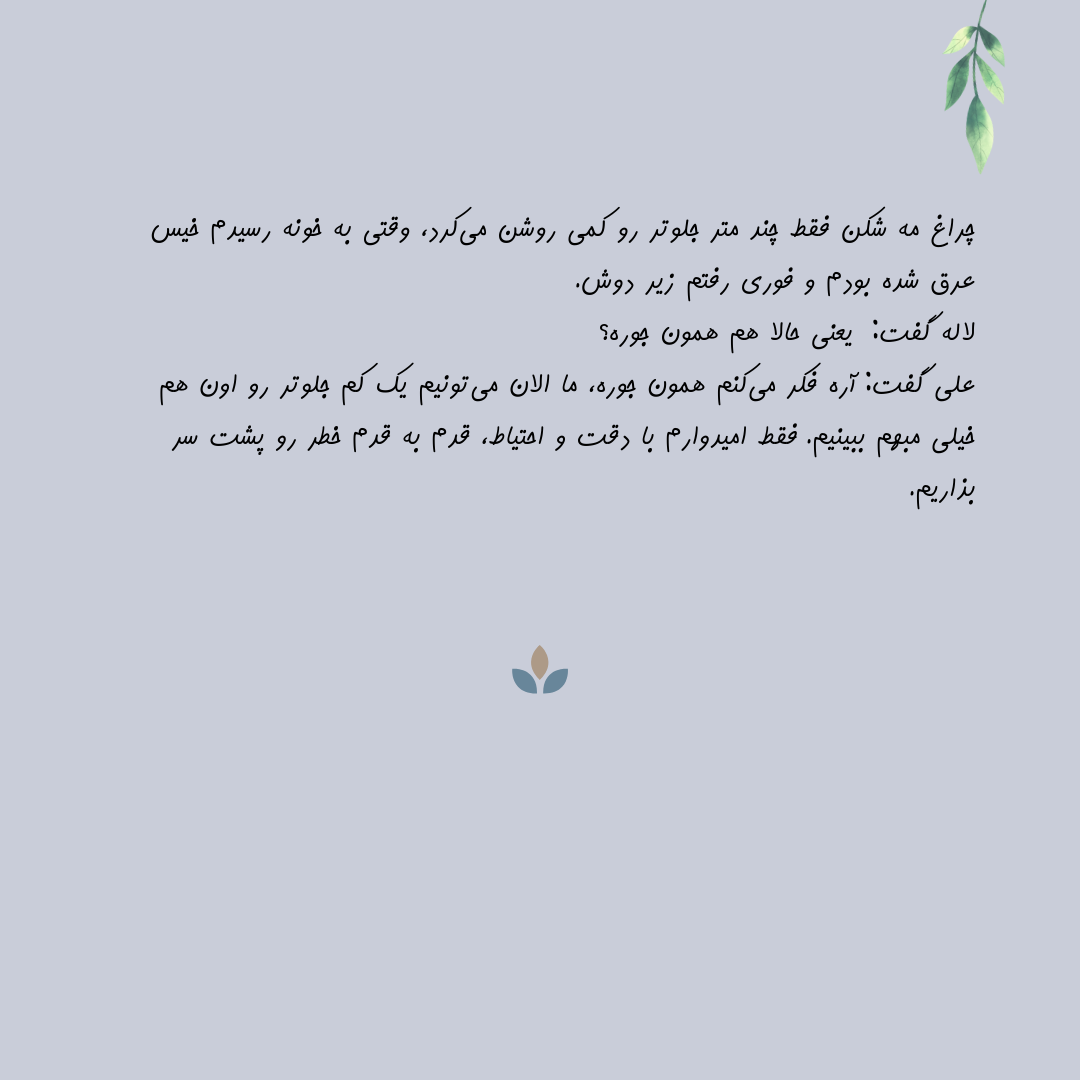 چراغ مه شکن فقط چند متر جلوتر رو کمی روشن می‌کرد، وقتی به خونه رسیدم خیس
عرق شده بودم و فوری رفتم زیر دوش.
لاله گفت:  یعنی حالا هم همون جوره؟
علی گفت: آره فکر می‌کنم همون جوره، ما الان می‌تونیم یک کم جلوتر رو اون هم
خیلی مبهم ببینیم. فقط امیدوارم با دقت و احتیاط، قدم به قدم خطر رو پشت سر
بذاریم.